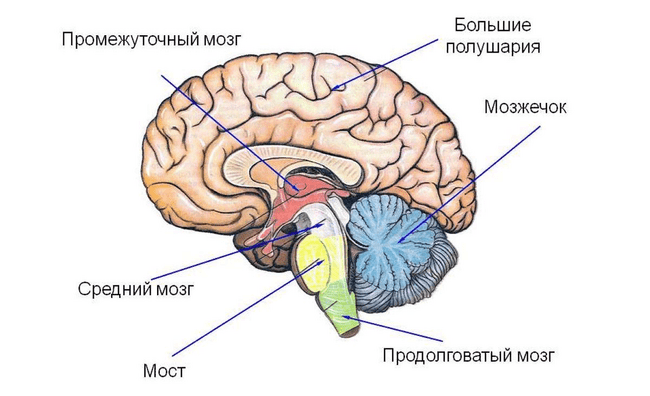 Большие
полушария
Промежуточный мозг
Мозжечок
Средний мозг
Продолговатый мозг
Мост